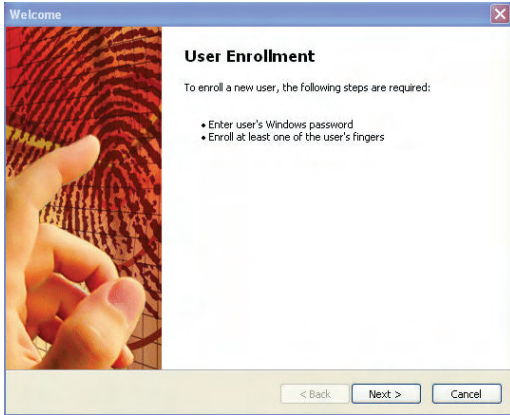 Welcome
User Enrollment
To enroll a new user, the following steps are required:
• Enter user's Windows password
• Enroll at least one of the user's fingers
< Back Next > Cancel